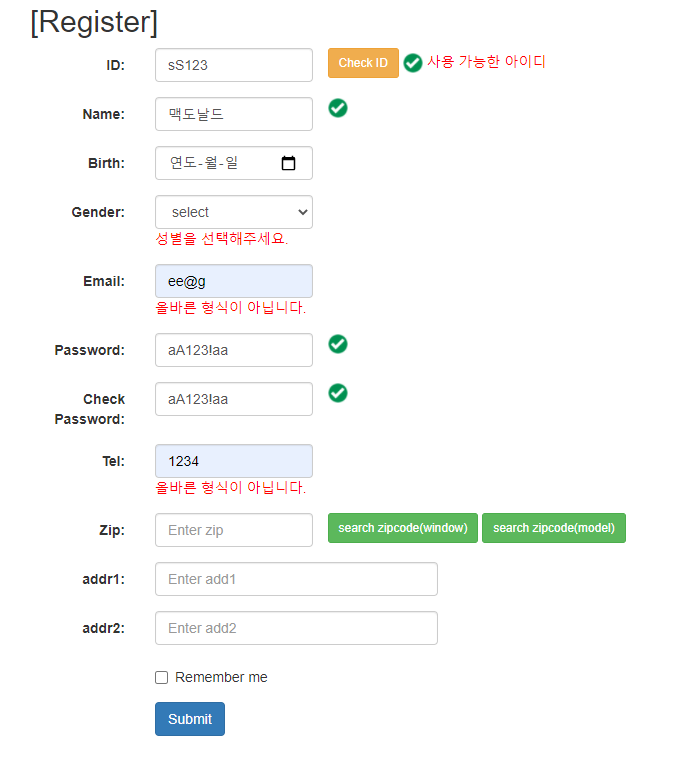 [Register]
ID: sS123 Check ID 사용 가능한 아이디
Name: 맥도날드
Birth: 연도-월-일
Gender: select
성별을 선택해주세요.
Email: ee@g
올바른 형식이 아닙니다.
Password: aA123!aa
Check Password: aA123!aa
Tel: 1234
올바른 형식이 아닙니다.
Zip: Enter zip search zipcode(window) search zipcode(model)
addr1: Enter add1
addr2: Enter add2
Remember me
Submit